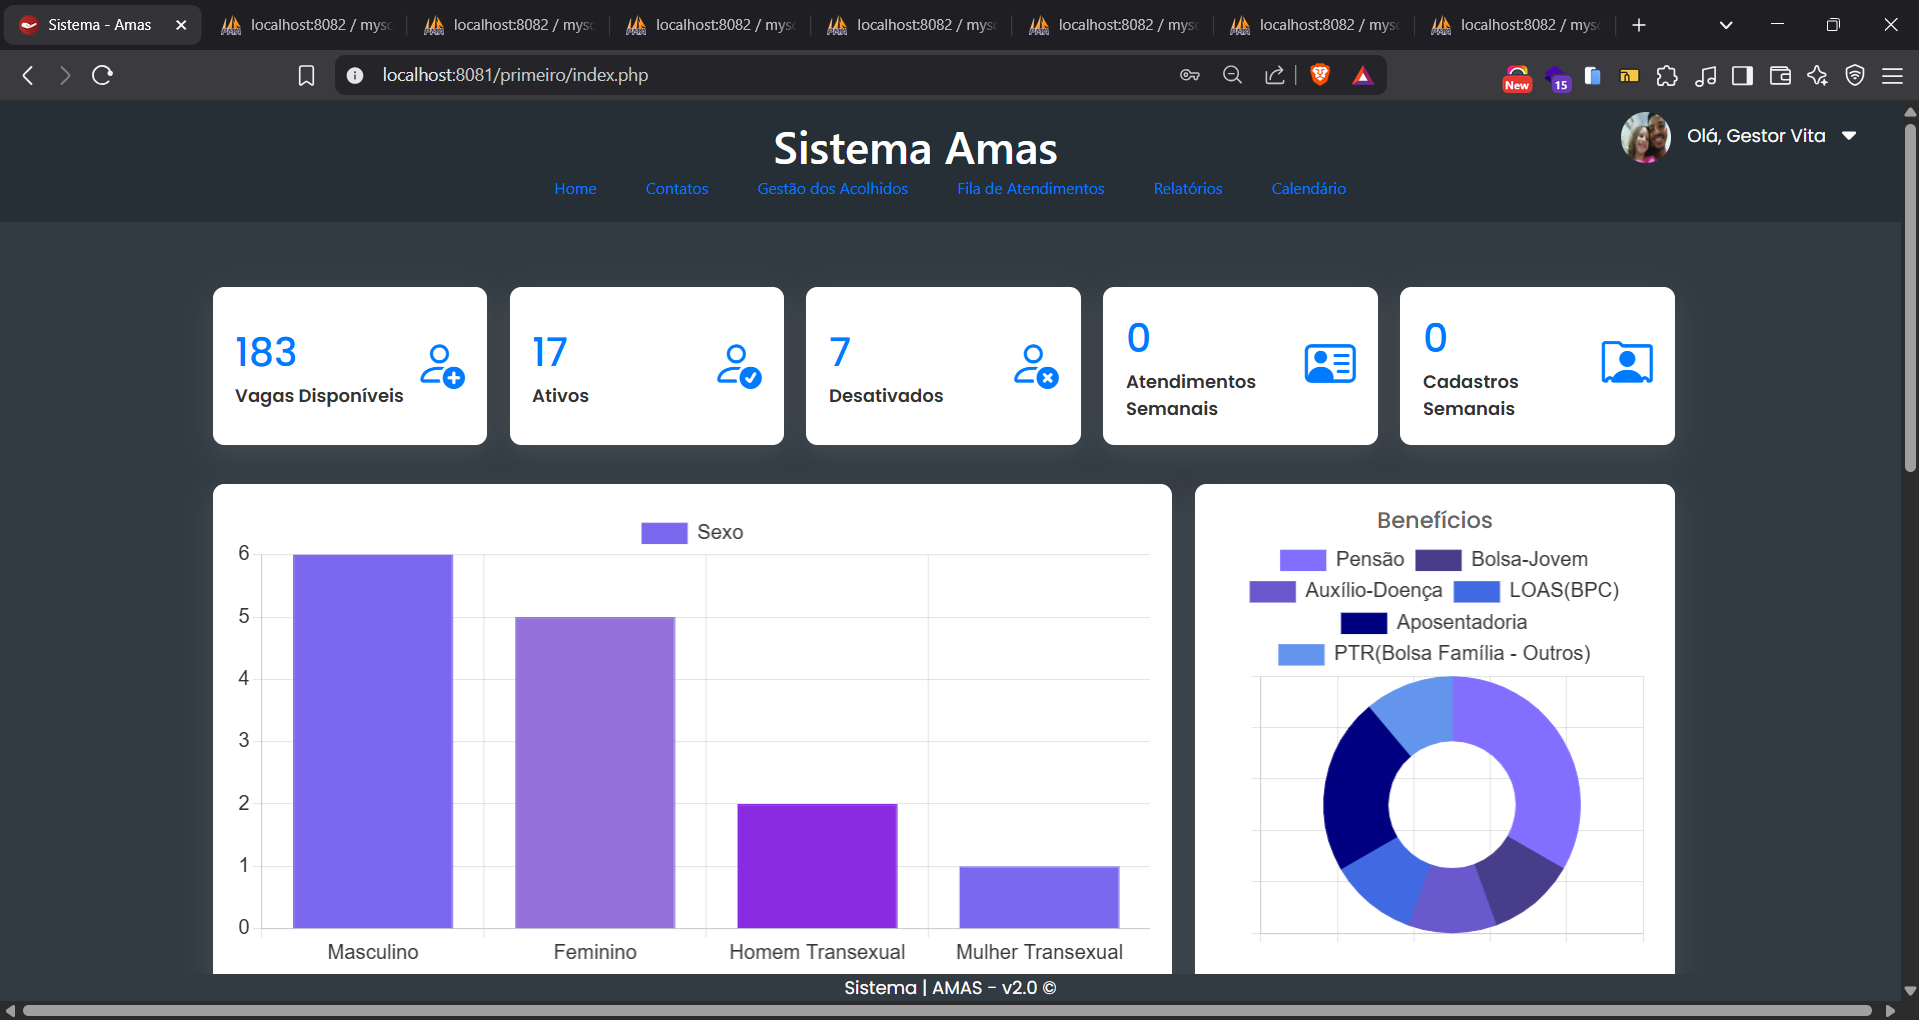 Sistema - Amas
localhost:8082 / mysc
localhost:8082 / mysc
localhost:8082 / mysc
localhost:8082 / mysc
localhost:8082 / mysc
localhost:8082 / mysc
localhost:8082 / mysc
localhost:8081/primeiro/index.php
New
15
Sistema Amas
Olá, Gestor Vita
Home
Contatos
Gestão dos Acolhidos
Fila de Atendimentos
Relatórios
Calendário
183
Vagas Disponíveis
17
Ativos
7
Desativados
0
Atendimentos
Semanais
0
Cadastros
Semanais
Sexo
6
5
4
3
2
1
0
Masculino
Feminino
Homem Transexual
Mulher Transexual
Benefícios
Pensão
Bolsa-Jovem
Auxílio-Doença
LOAS(BPC)
Aposentadoria
PTR(Bolsa Família - Outros)
Sistema | AMAS - v2.0 ©